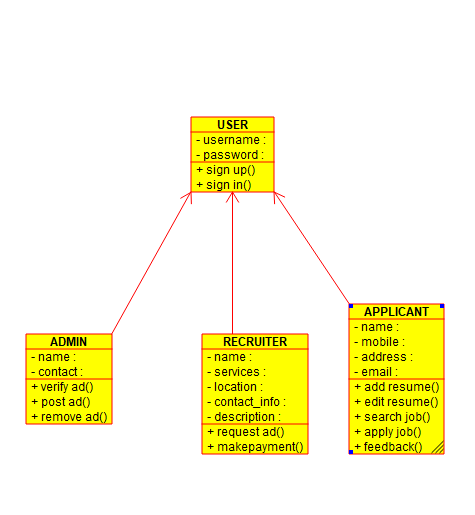 USER
- username :
- password :
+ sign up()
+ sign in()
ADMIN
- name :
- contact :
+ verify ad()
+ post ad()
+ remove ad()
RECRUITER
- name :
- services :
- location :
- contact_info :
- description :
+ request ad()
+ makepayment()
APPLICANT
- name :
- mobile :
- address :
- email :
+ add resume()
+ edit resume()
+ search job()
+ apply job()
+ feedback()